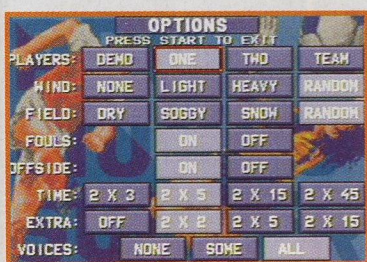 OPTIONS
PRESS START TO EXIT
PLAYERS: DEMO ONE TWO TEAM
WIND: NONE LIGHT HEAVY RANDOM
FIELD: DRY SOGGY SNOW RANDOM
FOULS: ON OFF
OFFSIDE: ON OFF
TIME: 2 X 3 2 X 5 2 X 15 2 X 45
EXTRA: OFF 2 X 2 2 X 5 2 X 15
VOICES: NONE SOME ALL